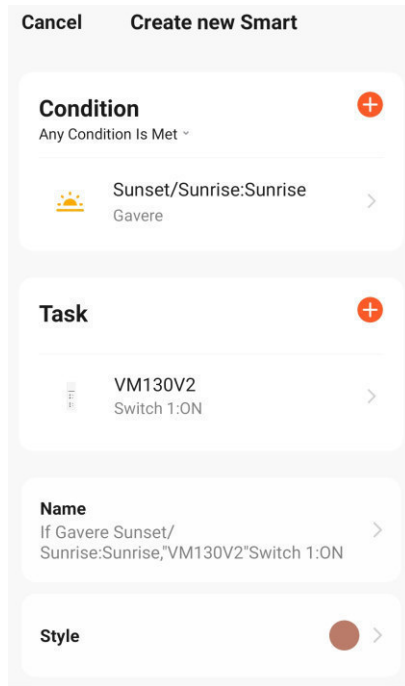 Cancel Create new Smart
Condition
Any Condition Is Met
Sunset/Sunrise:Sunrise
Gavere
Task
VM130V2
Switch 1:ON
Name
If Gavere Sunset/
Sunrise:Sunrise,"VM130V2"Switch 1:ON
Style